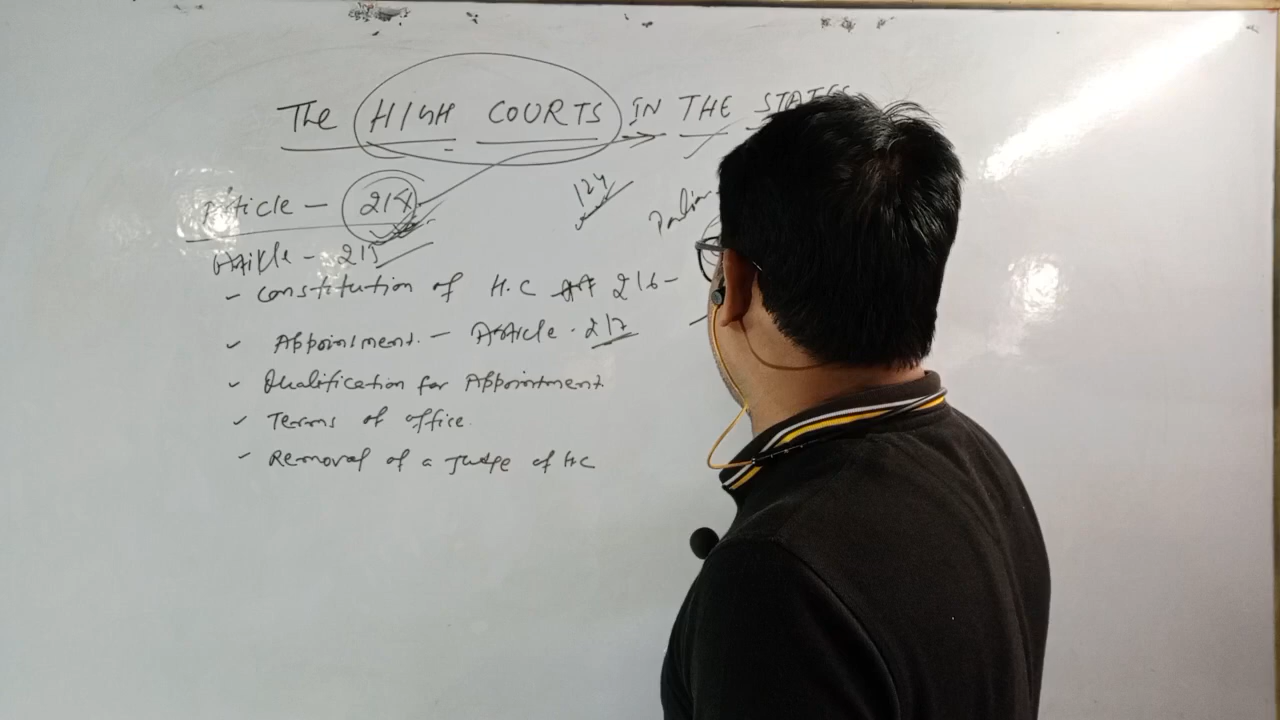 The HIGH COURTS IN THE STATES
Article - 214
124
Article - 215
- Constitution of H.C Art 216 -
Appointment. - Article. 217
Qualification for Appointment.
Terms of office.
Removal of a Judge of H.C